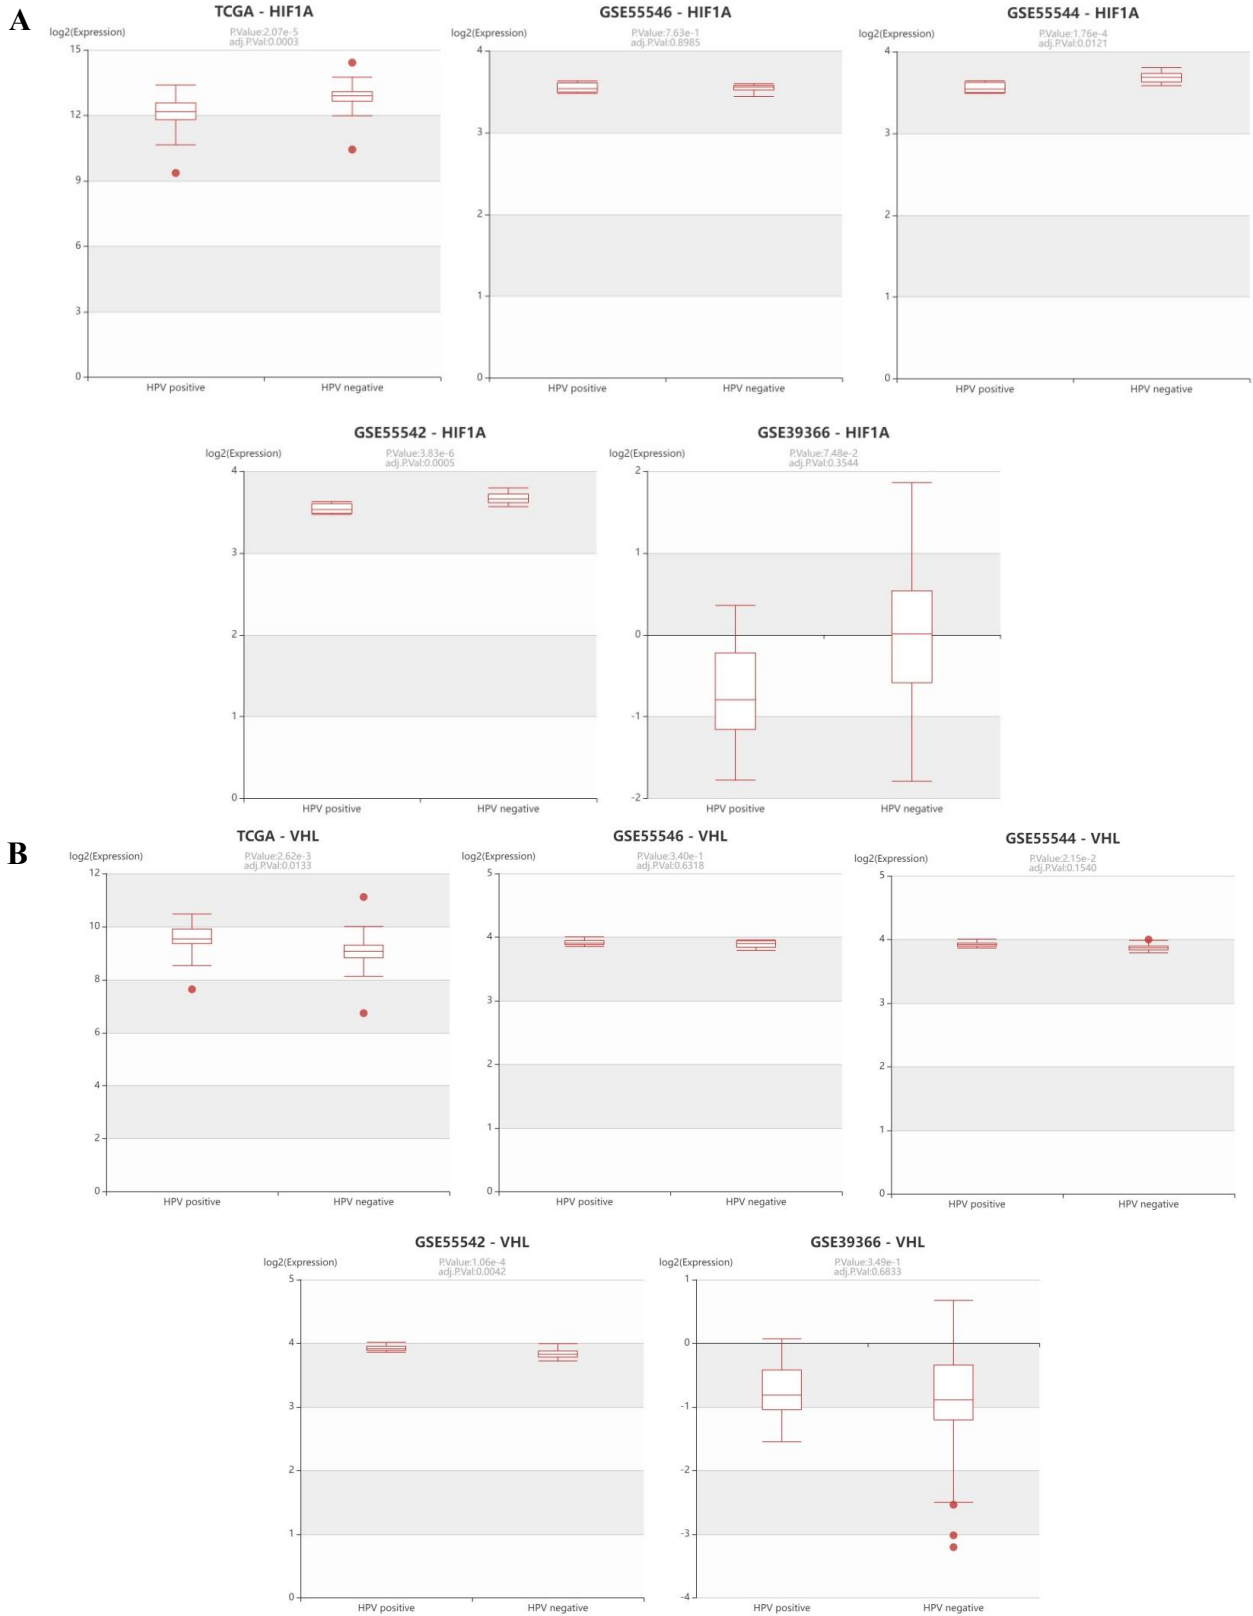 A
TCGA - HIF1A
log2(Expression)
P.Value:2.07e-5
adj.P.Val:0.0003
15
12
9
6
3
0
HPV positive
HPV negative
GSE55546 - HIF1A
log2(Expression)
P.Value:7.63e-1
adj.P.Val:0.8985
4
3
2
1
0
HPV positive
HPV negative
GSE55544 - HIF1A
log2(Expression)
P.Value:1.76e-4
adj.P.Val:0.0121
4
3
2
1
0
HPV positive
HPV negative
GSE55542 - HIF1A
log2(Expression)
P.Value:3.83e-6
adj.P.Val:0.0005
4
3
2
1
0
HPV positive
HPV negative
GSE39366 - HIF1A
log2(Expression)
P.Value:7.48e-2
adj.P.Val:0.3544
2
1
0
-1
-2
HPV positive
HPV negative
B
TCGA - VHL
log2(Expression)
P.Value:2.62e-3
adj.P.Val:0.0133
12
10
8
6
4
2
0
HPV positive
HPV negative
GSE55546 - VHL
log2(Expression)
P.Value:3.40e-1
adj.P.Val:0.6318
5
4
3
2
1
0
HPV positive
HPV negative
GSE55544 - VHL
log2(Expression)
P.Value:2.15e-2
adj.P.Val:0.1540
5
4
3
2
1
0
HPV positive
HPV negative
GSE55542 - VHL
log2(Expression)
P.Value:1.06e-4
adj.P.Val:0.0042
5
4
3
2
1
0
HPV positive
HPV negative
GSE39366 - VHL
log2(Expression)
P.Value:3.49e-1
adj.P.Val:0.6833
1
0
-1
-2
-3
-4
HPV positive
HPV negative